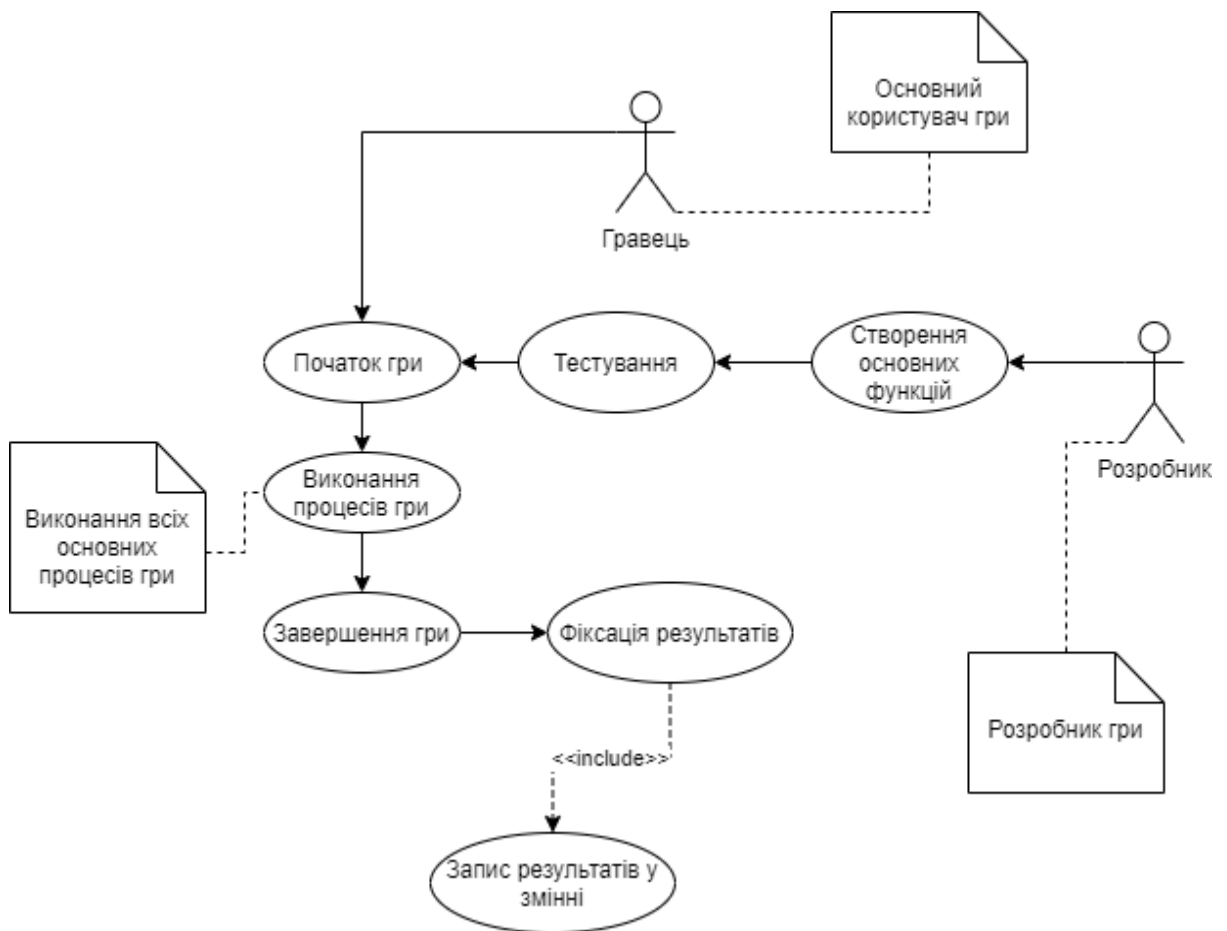 Основний
користувач гри
Гравець
Початок гри
Тестування
Створення
основних
функцій
Розробник
Виконання
процесів гри
Виконання всіх
основних
процесів гри
Завершення гри
Фіксація результатів
Розробник гри
<<include>>
Запис результатів у
змінні